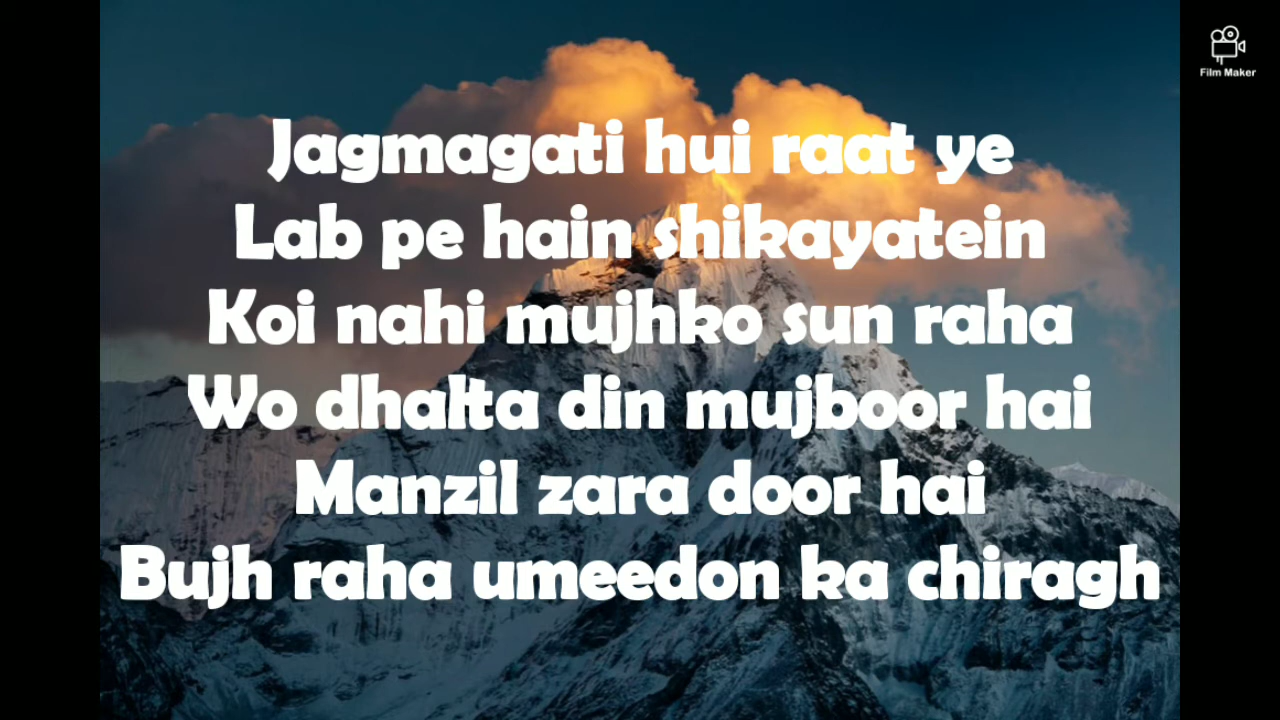 Film Maker
Jagmagati hui raat ye
Lab pe hain shikayatein
Koi nahi mujhko sun raha
Wo dhalta din mujboor hai
Manzil zara door hai
Bujh raha umeedon ka chiragh